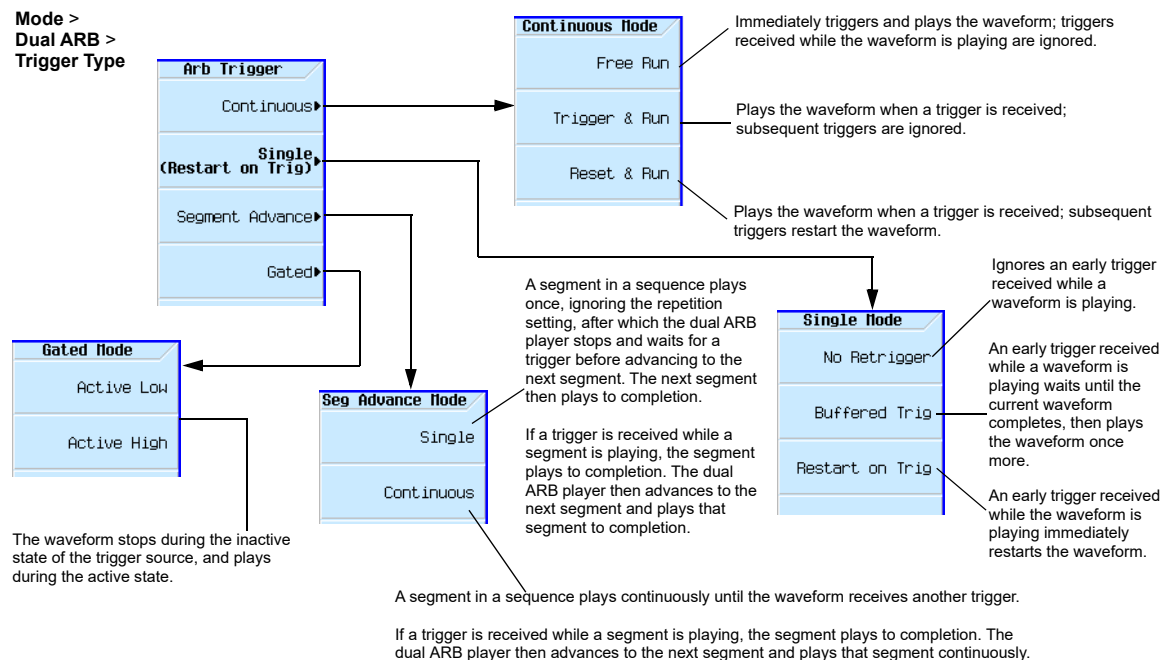 Mode >
Dual ARB >
Trigger Type
Arb Trigger
Continuous
Single
(Restart on Trig)
Segment Advance
Gated
Continuous Mode
Free Run
Trigger & Run
Reset & Run
Immediately triggers and plays the waveform; triggers
received while the waveform is playing are ignored.
Plays the waveform when a trigger is received;
subsequent triggers are ignored.
Plays the waveform when a trigger is received; subsequent
triggers restart the waveform.
Gated Mode
Active Low
Active High
The waveform stops during the inactive
state of the trigger source, and plays
during the active state.
Seg Advance Mode
Single
Continuous
A segment in a sequence plays
once, ignoring the repetition
setting, after which the dual ARB
player stops and waits for a
trigger before advancing to the
next segment. The next segment
then plays to completion.
If a trigger is received while a
segment is playing, the segment
plays to completion. The dual
ARB player then advances to the
next segment and plays that
segment to completion.
Single Mode
No Retrigger
Buffered Trig
Restart on Trig
Ignores an early trigger
received while a
waveform is playing.
An early trigger received
while a waveform is
playing waits until the
current waveform
completes, then plays
the waveform once
more.
An early trigger received
while the waveform is
playing immediately
restarts the waveform.
A segment in a sequence plays continuously until the waveform receives another trigger.
If a trigger is received while a segment is playing, the segment plays to completion. The
dual ARB player then advances to the next segment and plays that segment continuously.